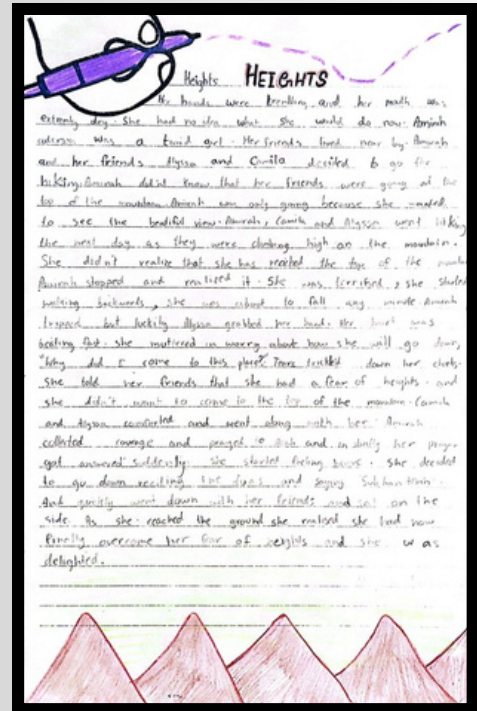 Heights HEIGHTS
hands were trembling and her mouth was
extremly dry. She had no idea what she would do now. Amirah
was a timid girl. Her friends lived near by. Amirah
and her friends Alyssa and Camila decided to go for
hiking. Amirah didn't know that her friends were going at the
top of the mountain. Amirah was only going because she wanted
to see the beatiful view. Amirah, Camila and Alyssa went hiking
the next day as they were climbing high on the mountain.
She didn't realize that she has reached the top of the
Amirah stopped and realized it. She was terrified, she started
walking backwards, she was about to fall any minute. Amirah
tripped but luckily Alyssa grabbed her hand. Her heart was
beating fast. she muttered in worry about how she will go down,
"Why did I come to this place?" Tears trickled down her
She told her friends that she had a fear of heights. and
she didn't want to come to the top of the mountain. Camila
and Alyssa comforted and went along with her. Amirah
collected courage and prayed to and her prayer
got answered suddenly. She started feeling She decided
to go down reciting the duas and saying
And quickly went down with her friends and sat on the
side. As she reached the ground she realised she had now
finally overcome her fear of heights and she was
delighted.